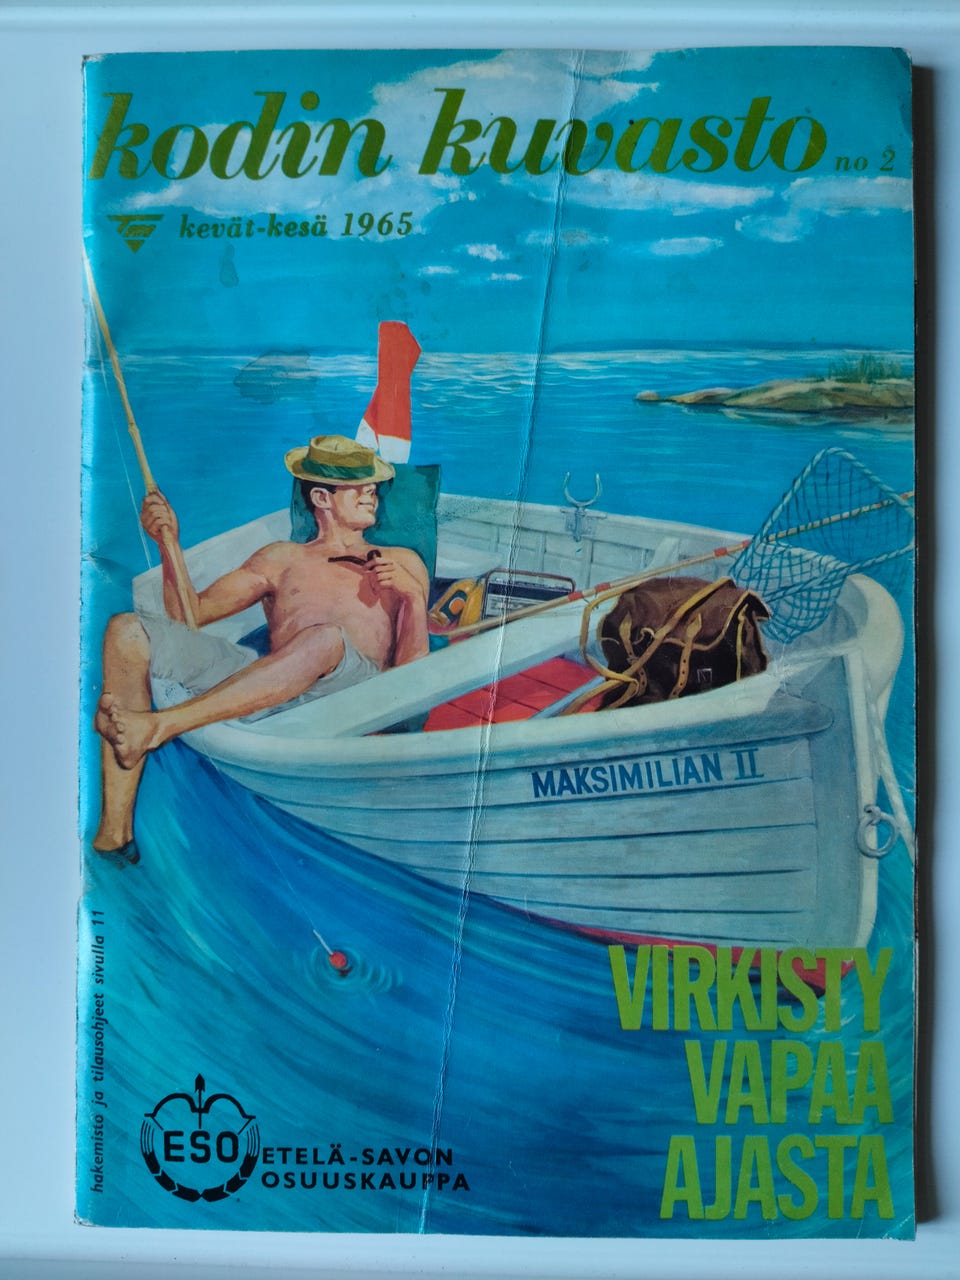 kodin kuvasto no 2
kevät-kesä 1965
MAKSIMILIAN II
VIRKISTY
VAPAA
AJASTA
hakemisto ja tilausohjeet sivulla 11
ESO
ETELÄ-SAVON
OSUUSKAUPPA